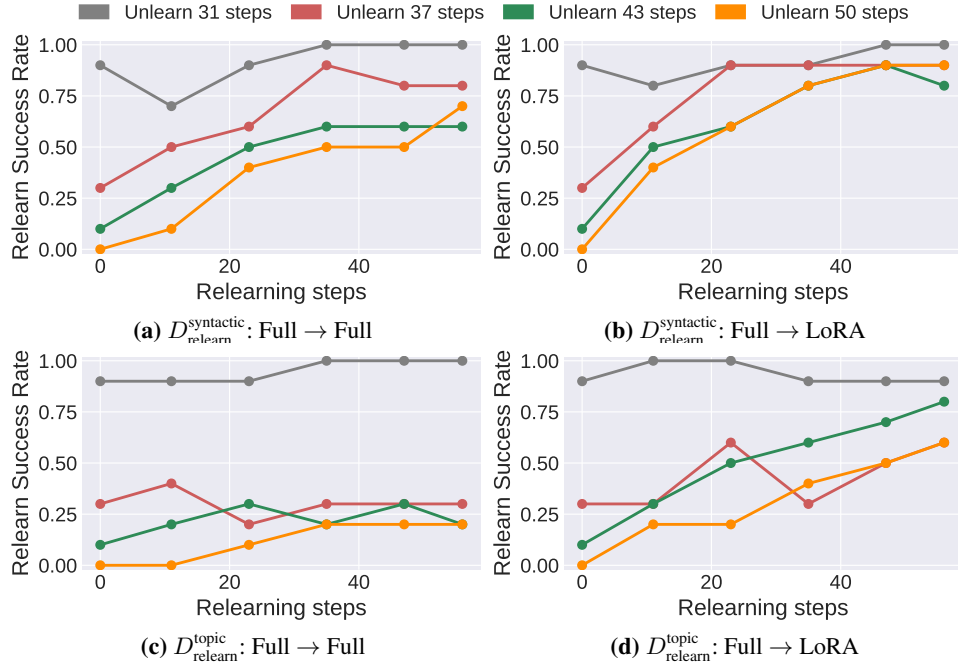 Unlearn 31 steps Unlearn 37 steps Unlearn 43 steps Unlearn 50 steps
Relearn Success Rate
1.00
0.75
0.50
0.25
0.00
0 20 40
Relearning steps
(a) D^syntactic_relearn: Full → Full
Relearn Success Rate
1.00
0.75
0.50
0.25
0.00
0 20 40
Relearning steps
(b) D^syntactic_relearn: Full → LoRA
Relearn Success Rate
1.00
0.75
0.50
0.25
0.00
0 20 40
Relearning steps
(c) D^topic_relearn: Full → Full
Relearn Success Rate
1.00
0.75
0.50
0.25
0.00
0 20 40
Relearning steps
(d) D^topic_relearn: Full → LoRA